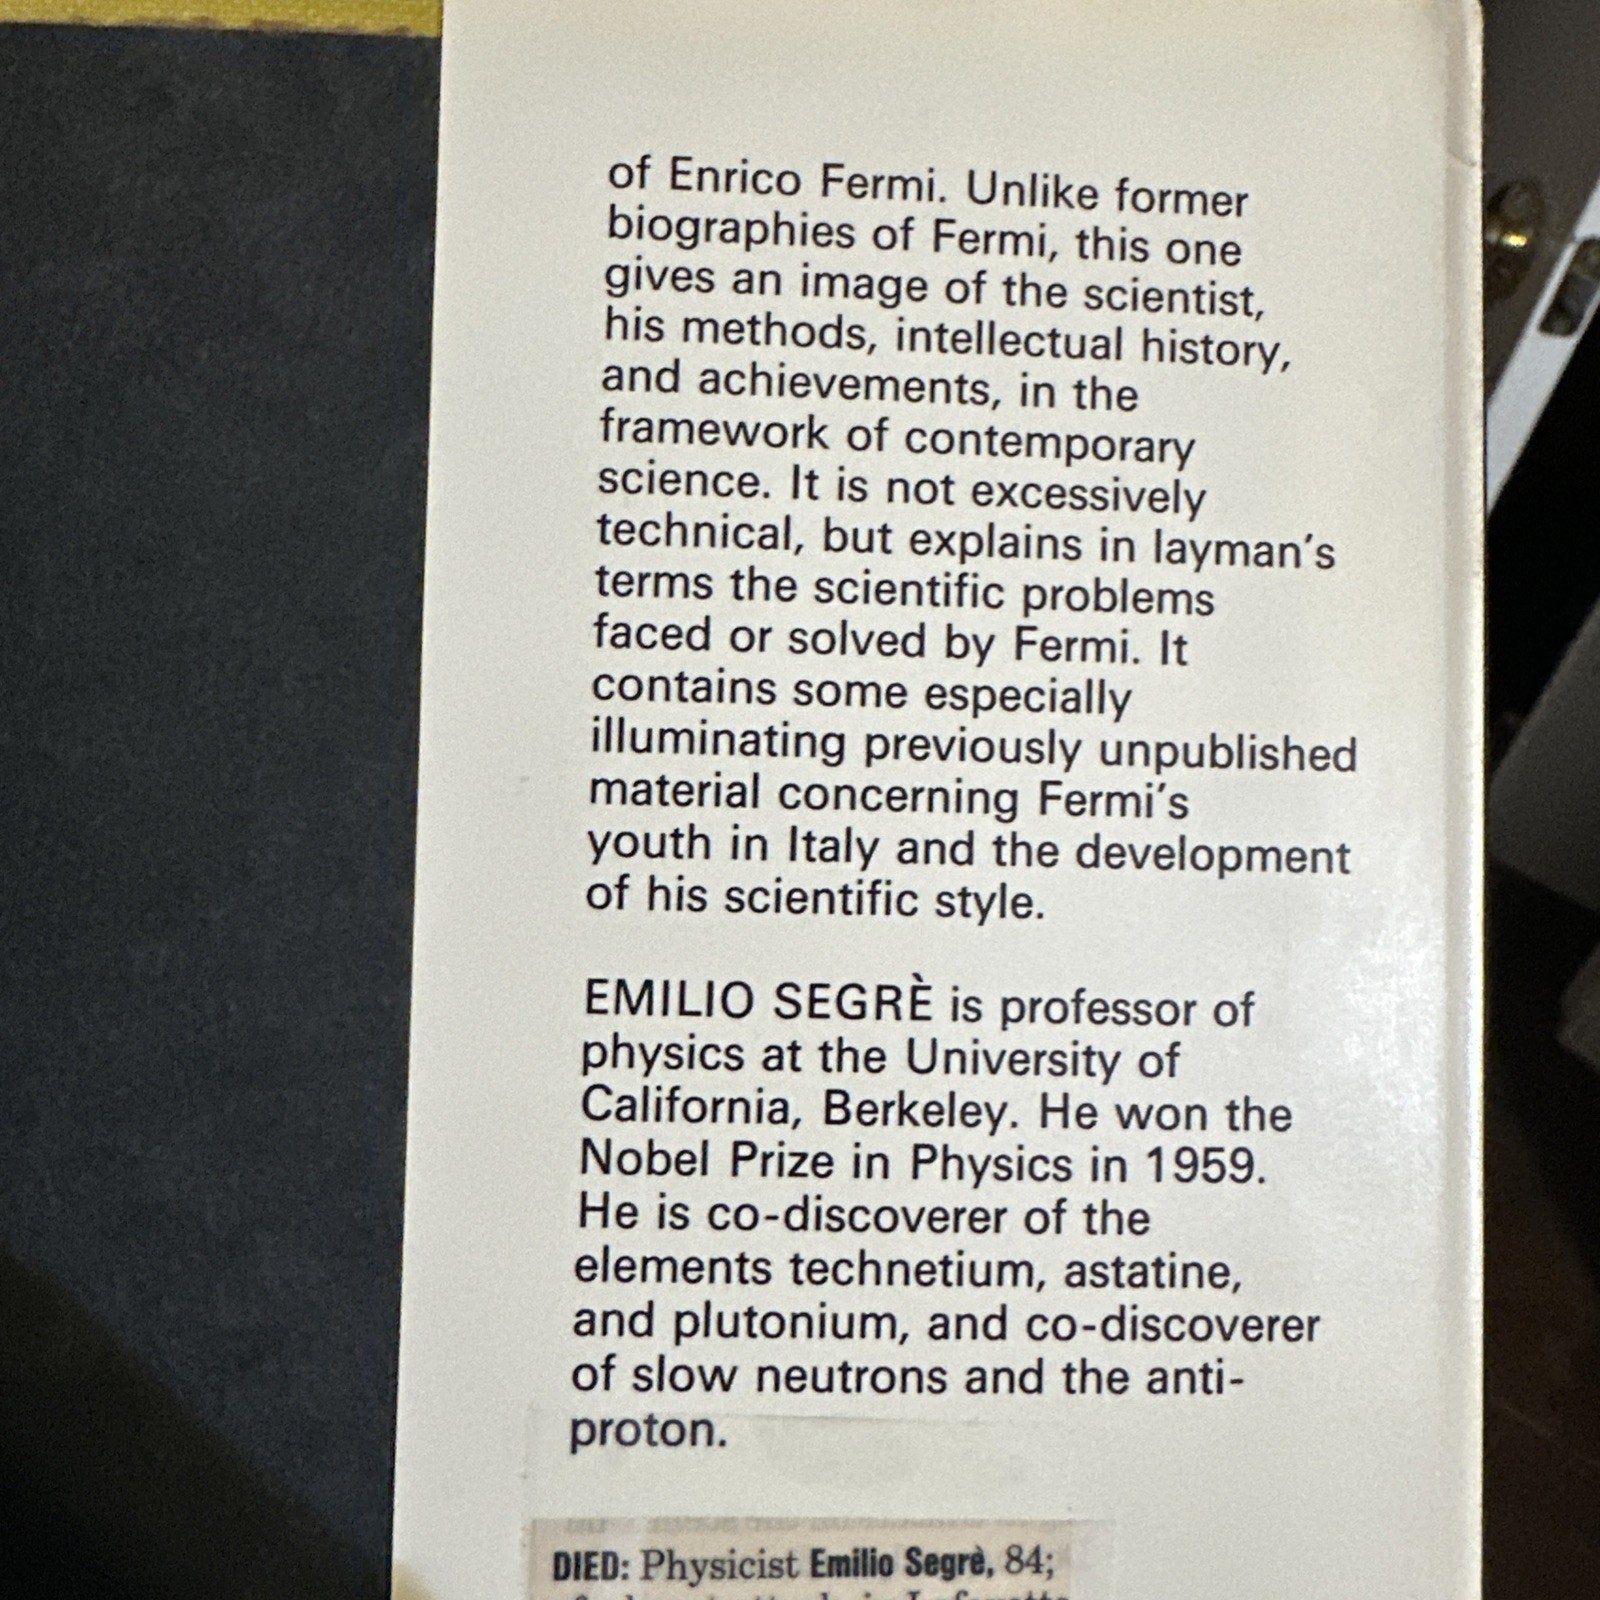 of Enrico Fermi. Unlike former
biographies of Fermi, this one
gives an image of the scientist,
his methods, intellectual history,
and achievements, in the
framework of contemporary
science. It is not excessively
technical, but explains in layman's
terms the scientific problems
faced or solved by Fermi. It
contains some especially
illuminating previously unpublished
material concerning Fermi's
youth in Italy and the development
of his scientific style.
EMILIO SEGRÈ is professor of
physics at the University of
California, Berkeley. He won the
Nobel Prize in Physics in 1959.
He is co-discoverer of the
elements technetium, astatine,
and plutonium, and co-discoverer
of slow neutrons and the anti-
proton.
DIED: Physicist Emilio Segrè, 84;